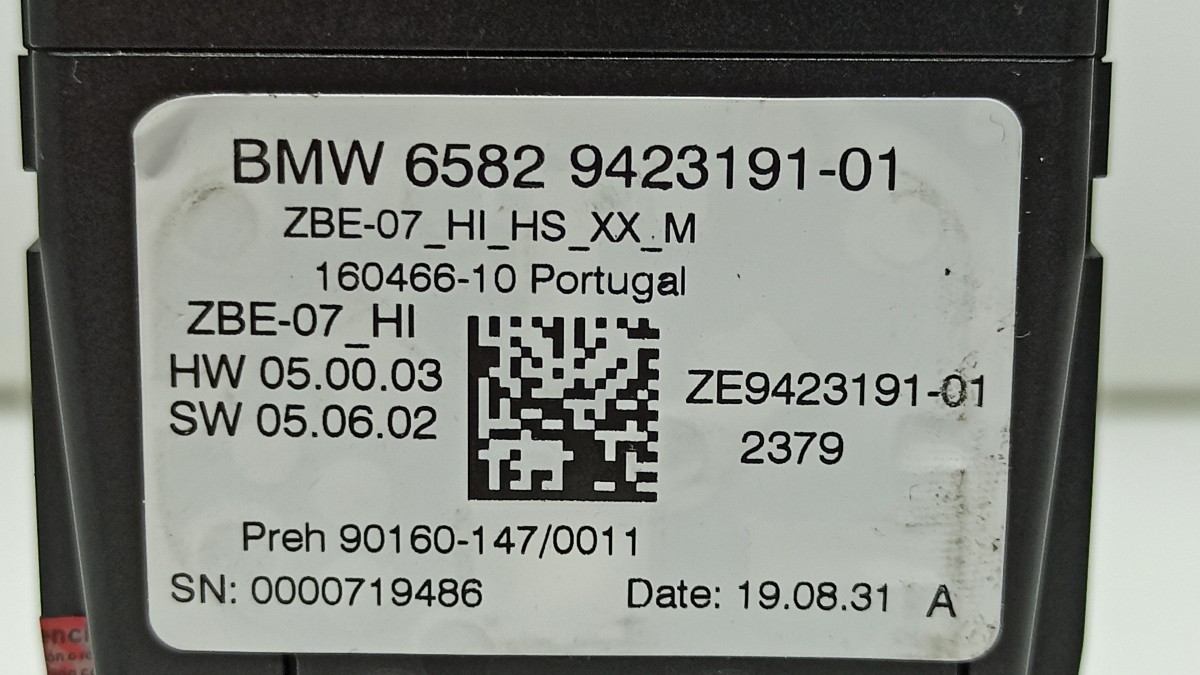 BMW 6582 9423191-01
ZBE-07_HI_HS_XX_M
160466-10 Portugal
ZBE-07_HI
HW 05.00.03
SW 05.06.02
ZE9423191-01
2379
Preh 90160-147/0011
SN: 0000719486
Date: 19.08.31 A